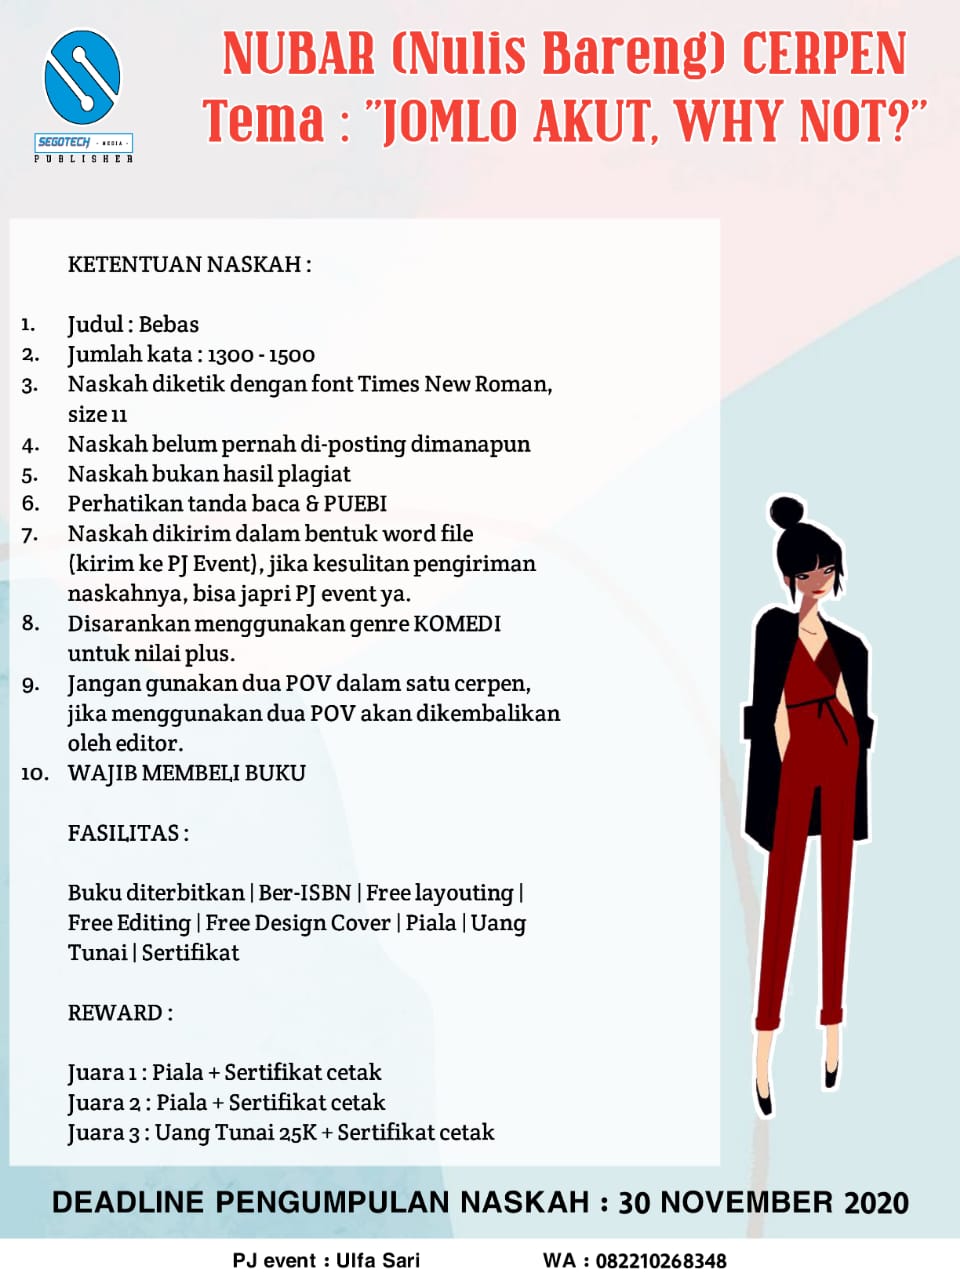 NUBAR (Nulis Bareng) CERPEN
Tema : "JOMLO AKUT, WHY NOT?"
SEGOTECH - MEDIA -
PUBLISHER
KETENTUAN NASKAH :
1. Judul : Bebas
2. Jumlah kata : 1300 - 1500
3. Naskah diketik dengan font Times New Roman,
size 11
4. Naskah belum pernah di-posting dimanapun
5. Naskah bukan hasil plagiat
6. Perhatikan tanda baca & PUEBI
7. Naskah dikirim dalam bentuk word file
(kirim ke PJ Event), jika kesulitan pengiriman
naskahnya, bisa japri PJ event ya.
8. Disarankan menggunakan genre KOMEDI
untuk nilai plus.
9. Jangan gunakan dua POV dalam satu cerpen,
jika menggunakan dua POV akan dikembalikan
oleh editor.
10. WAJIB MEMBELI BUKU
FASILITAS :
Buku diterbitkan | Ber-ISBN | Free layouting |
Free Editing | Free Design Cover | Piala | Uang
Tunai | Sertifikat
REWARD :
Juara 1 : Piala + Sertifikat cetak
Juara 2 : Piala + Sertifikat cetak
Juara 3 : Uang Tunai 25K + Sertifikat cetak
DEADLINE PENGUMPULAN NASKAH : 30 NOVEMBER 2020
PJ event : Ulfa Sari WA : 082210268348